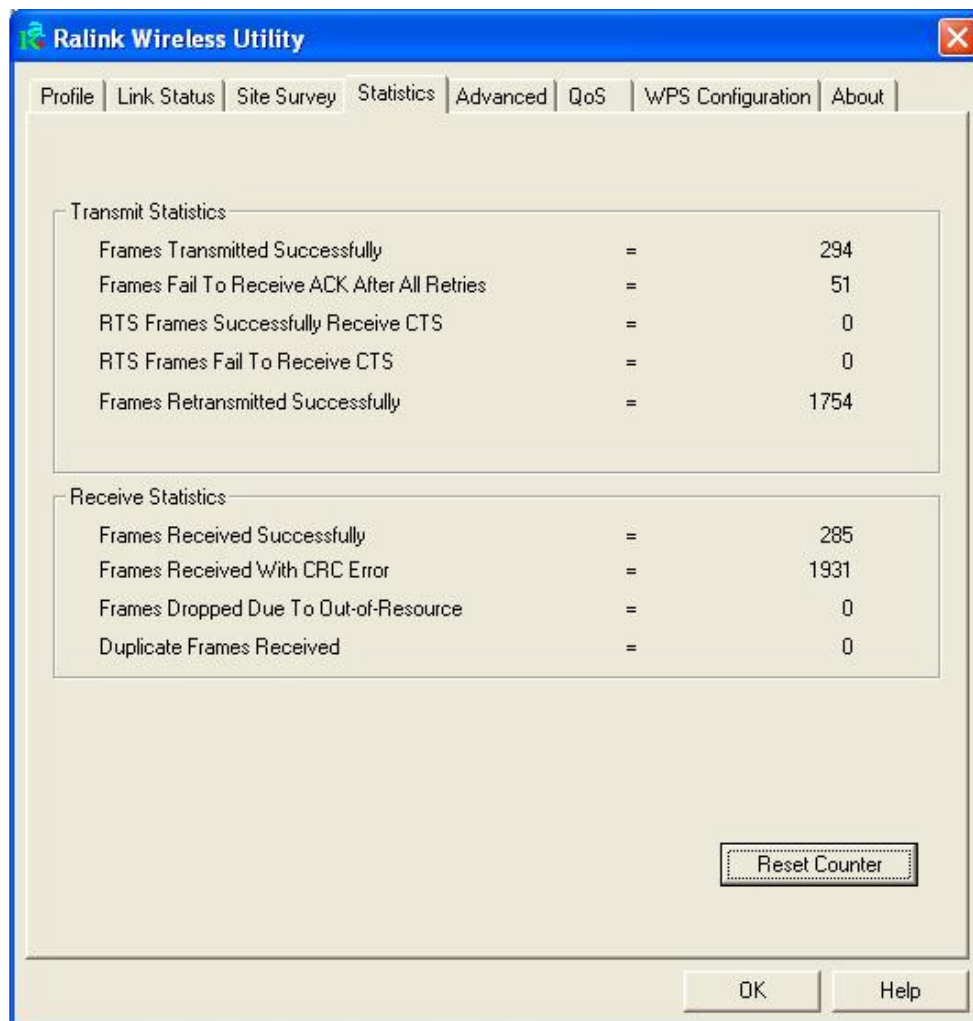 Ralink Wireless Utility
Profile Link Status Site Survey Statistics Advanced QoS WPS Configuration About
Transmit Statistics
Frames Transmitted Successfully = 294
Frames Fail To Receive ACK After All Retries = 51
RTS Frames Successfully Receive CTS = 0
RTS Frames Fail To Receive CTS = 0
Frames Retransmitted Successfully = 1754
Receive Statistics
Frames Received Successfully = 285
Frames Received With CRC Error = 1931
Frames Dropped Due To Out-of-Resource = 0
Duplicate Frames Received = 0
Reset Counter
OK Help